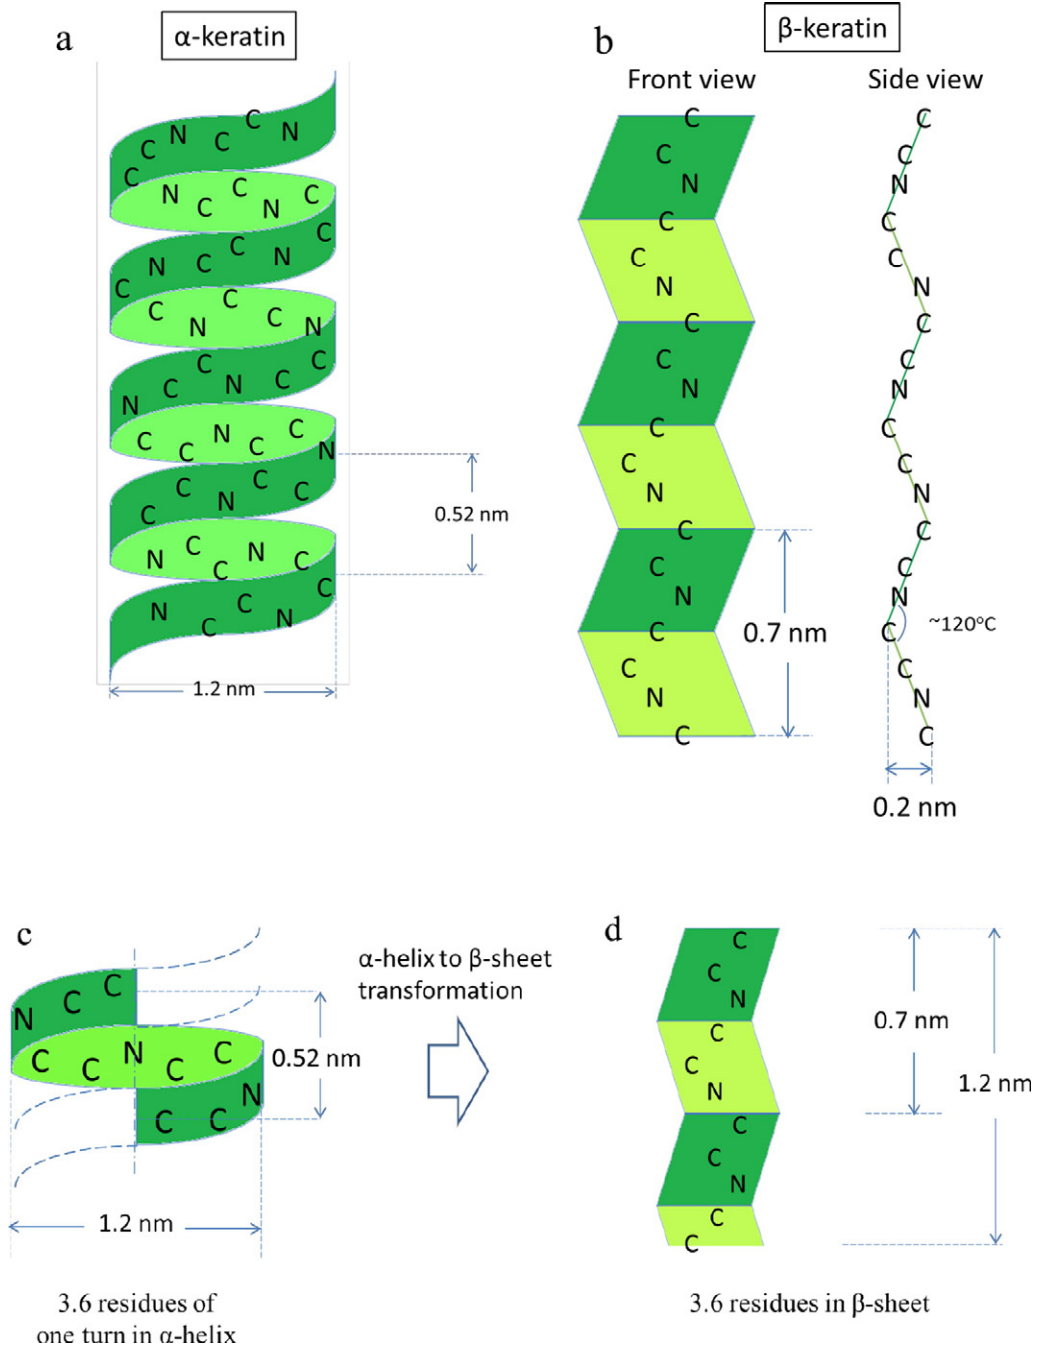 a
α-keratin
C C N C C N
N C C N C
C N C C N C
C N C C N
N C C N C C
C C N C C N
C C N C C
N C C N C
N C C N C
0.52 nm
1.2 nm
b
β-keratin
Front view
C C N C C N C C N C C N C C N C C N C
0.7 nm
Side view
C C N C C N C C N C C N C C N C C N C
~120°C
0.2 nm
c
N C C
C C N C C
C C N
0.52 nm
1.2 nm
3.6 residues of
one turn in α-helix
α-helix to β-sheet
transformation
d
C C N C C N C C N C C
0.7 nm
1.2 nm
3.6 residues in β-sheet